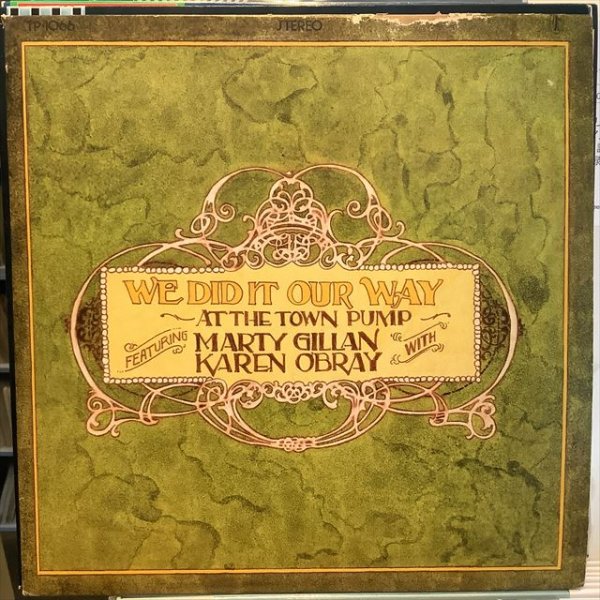 TP 1066 STEREO
WE DID IT OUR WAY
~ AT THE TOWN PUMP ~
FEATURING MARTY GILLAN WITH
KAREN OBRAY